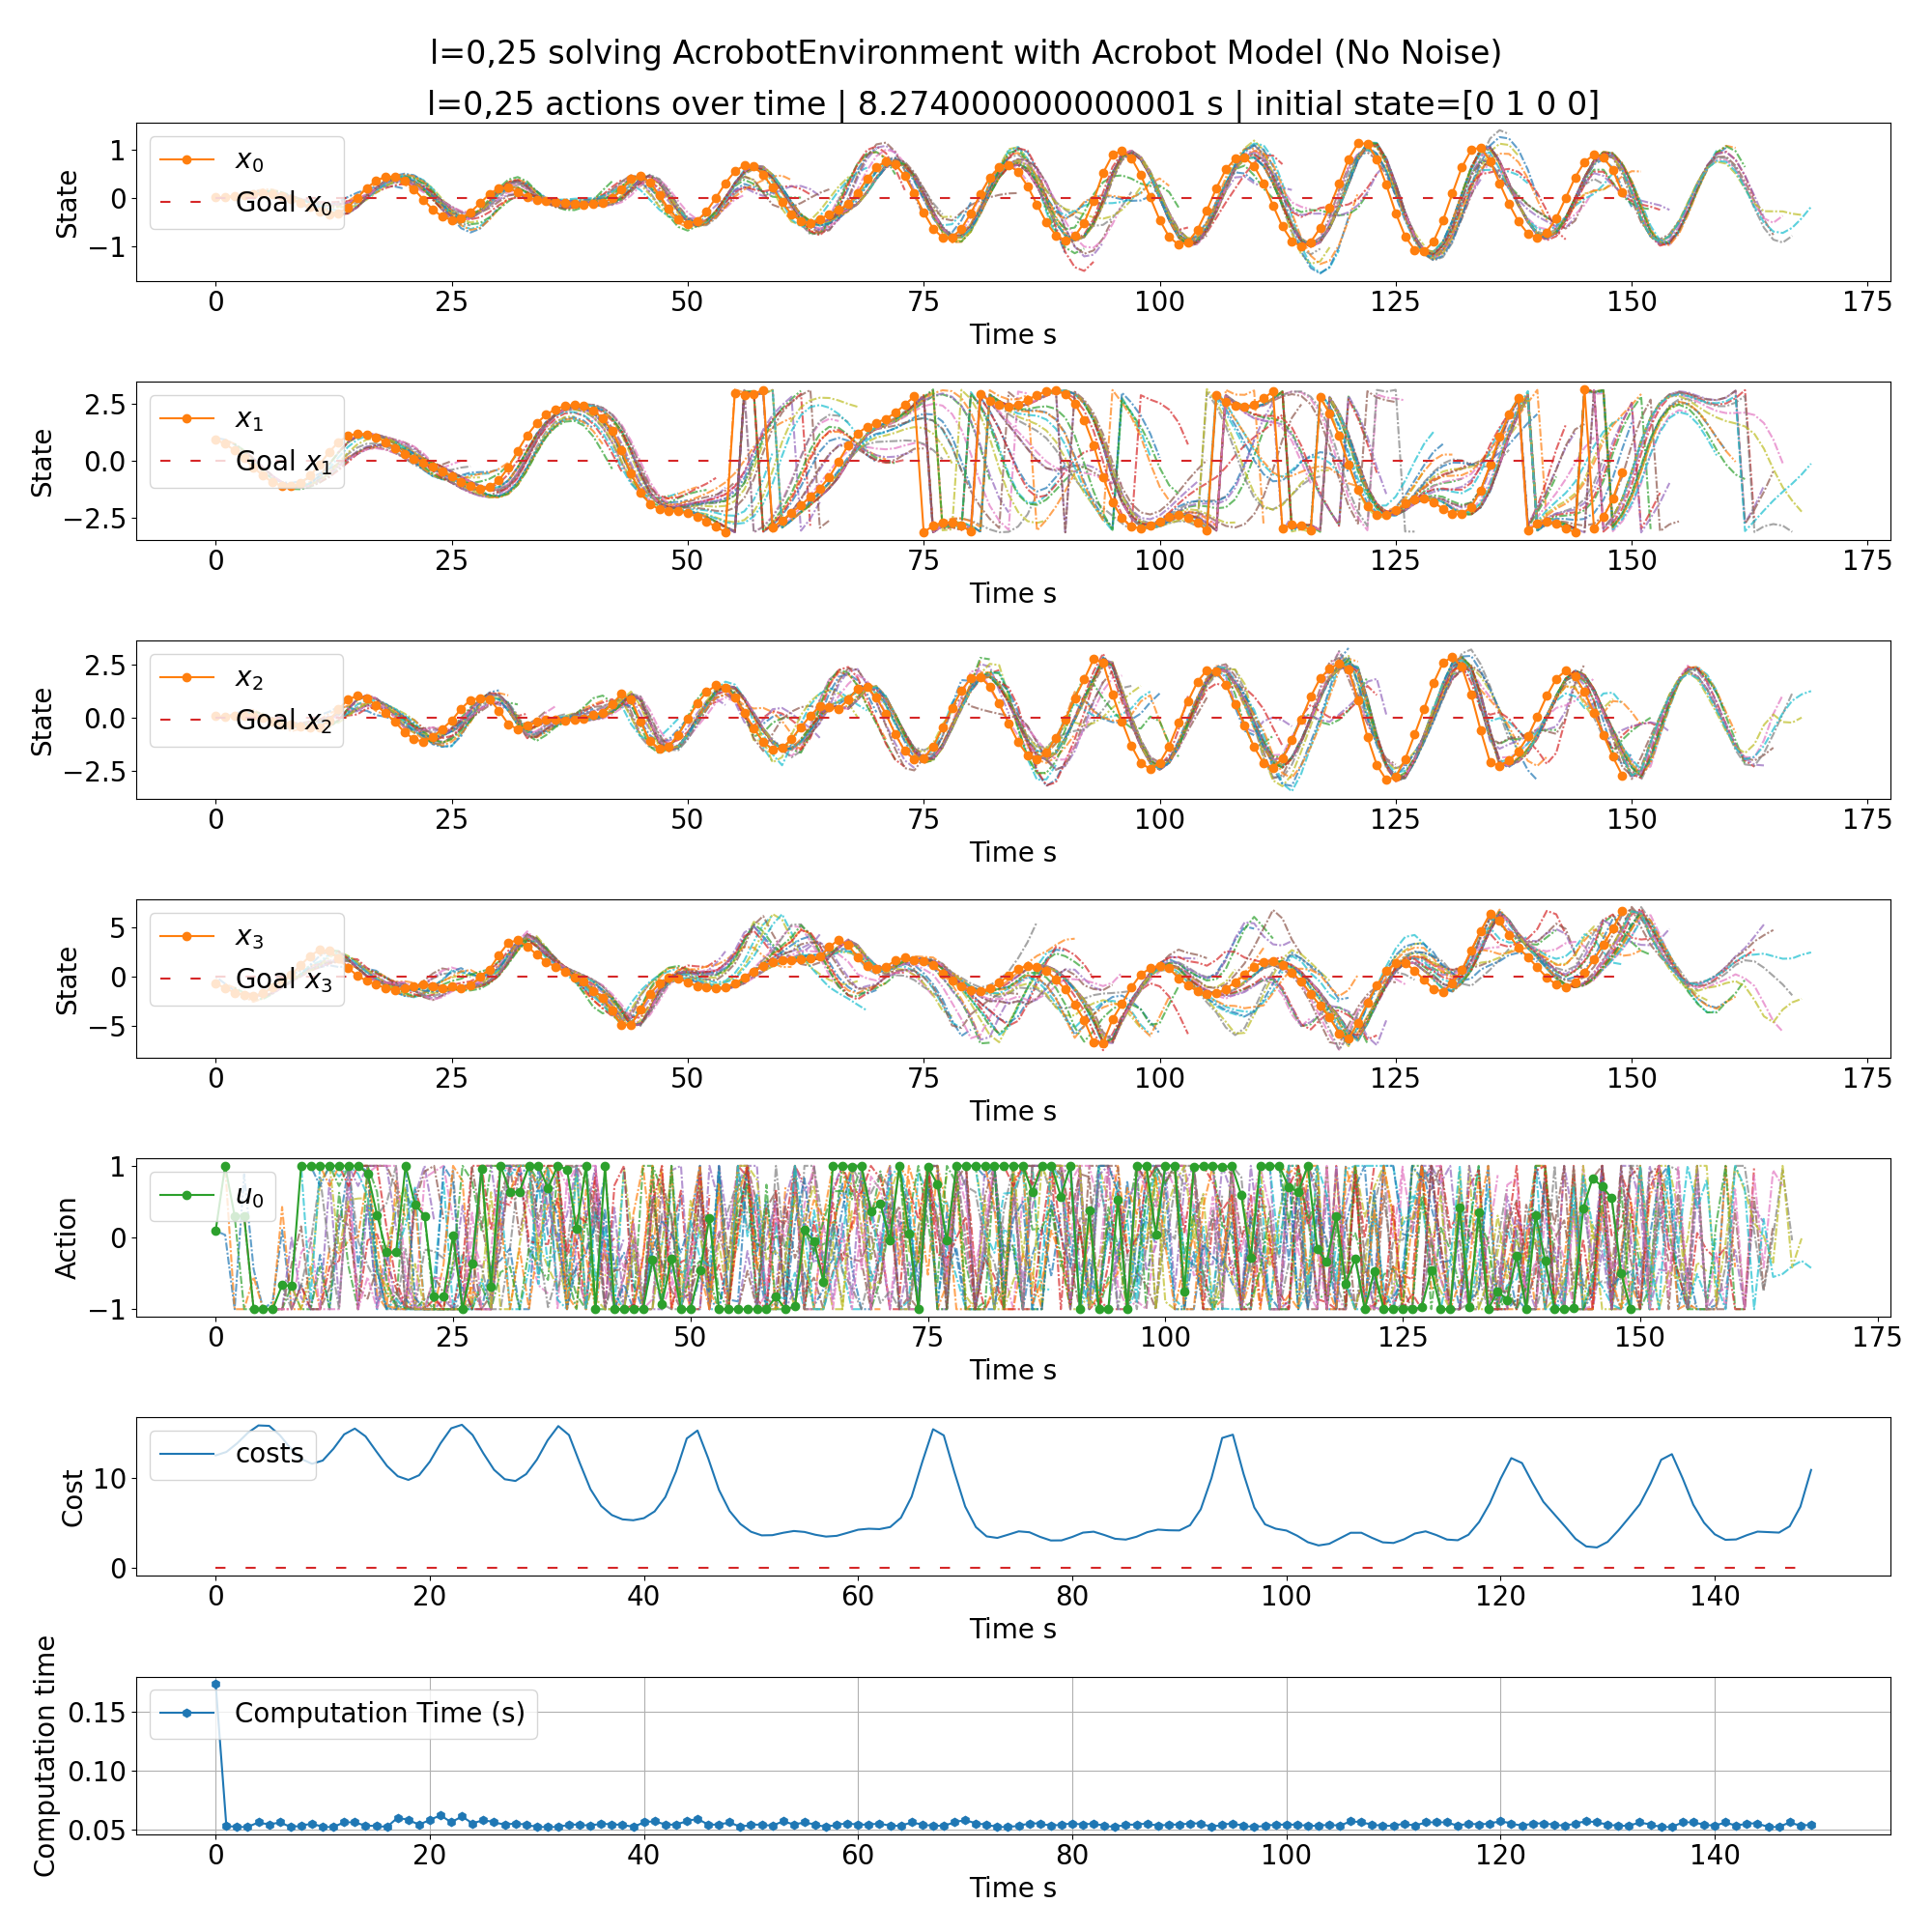 l=0,25 solving AcrobotEnvironment with Acrobot Model (No Noise)
l=0,25 actions over time | 8.274000000000001 s | initial state=[0 1 0 0]
State
1
0
−1
x0
Goal x0
0 25 50 75 100 125 150 175
Time s
State
2.5
0.0
−2.5
x1
Goal x1
0 25 50 75 100 125 150 175
Time s
State
2.5
0.0
−2.5
x2
Goal x2
0 25 50 75 100 125 150 175
Time s
State
5
0
−5
x3
Goal x3
0 25 50 75 100 125 150 175
Time s
Action
1
0
−1
u0
0 25 50 75 100 125 150 175
Time s
Cost
10
0
costs
0 20 40 60 80 100 120 140
Time s
Computation time
0.15
0.10
0.05
Computation Time (s)
0 20 40 60 80 100 120 140
Time s